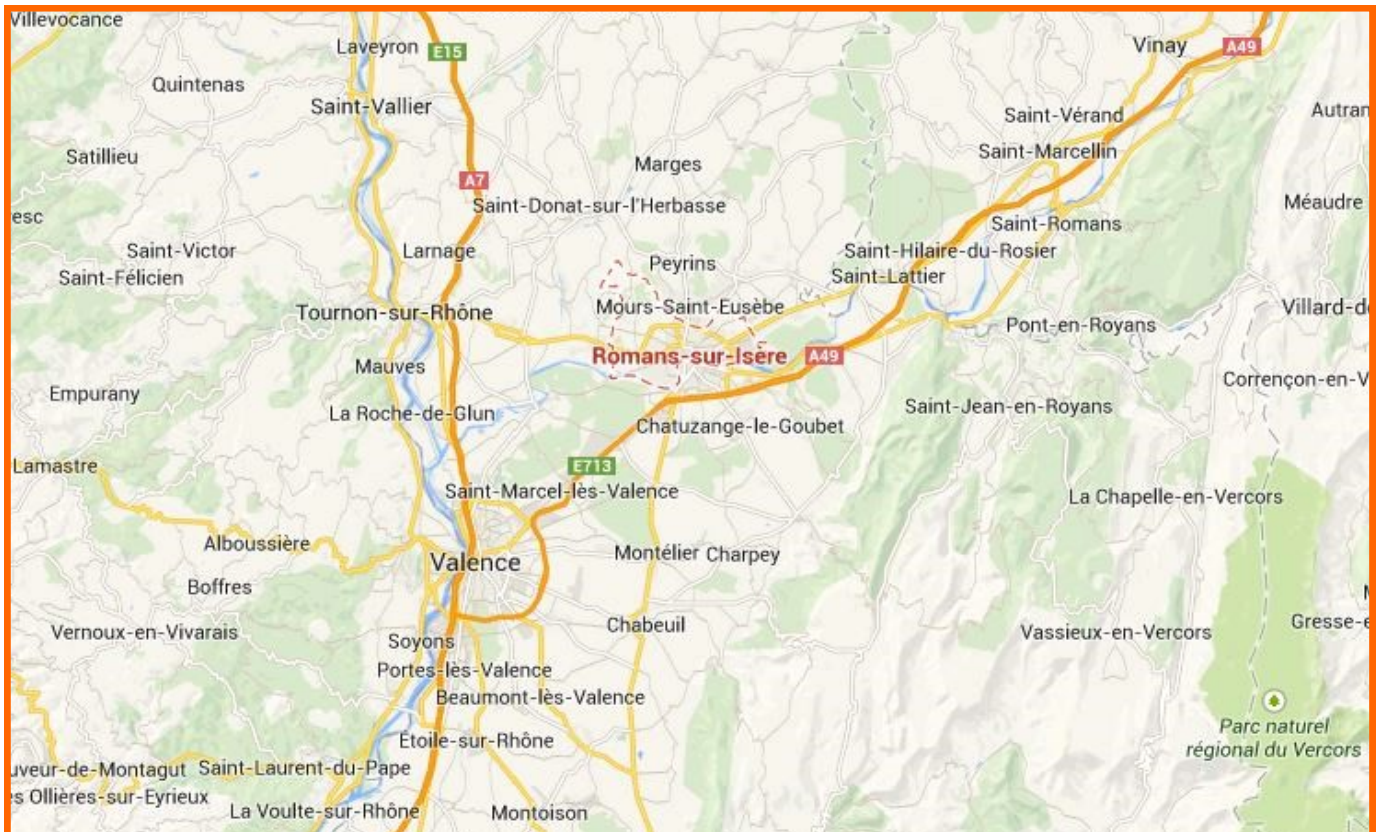 Villevocance
Laveyron
E15
Vinay
A49
Quintenas
Saint-Vallier
Saint-Vérand
Autran
Satillieu
Marges
Saint-Marcellin
A7
esc
Saint-Donat-sur-l'Herbasse
Méaudre
Saint-Romans
Saint-Victor
Larnage
Saint-Hilaire-du-Rosier
Saint-Félicien
Peyrins
Saint-Lattier
Tournon-sur-Rhône
Mours-Saint-Eusèbe
Villard-d
Pont-en-Royans
Romans-sur-Isère
A49
Mauves
Empurany
Corrençon-en-V
La Roche-de-Glun
Saint-Jean-en-Royans
Chatuzange-le-Goubet
Lamastre
E713
Saint-Marcel-lès-Valence
La Chapelle-en-Vercors
Alboussière
Valence
Montélier
Charpey
Boffres
Vernoux-en-Vivarais
Chabeuil
Vassieux-en-Vercors
Gresse-e
Soyons
Portes-lès-Valence
Beaumont-lès-Valence
Parc naturel
régional du Vercors
Etoile-sur-Rhône
uveur-de-Montagut
Saint-Laurent-du-Pape
s Ollières-sur-Eyrieux
La Voulte-sur-Rhône
Montoison